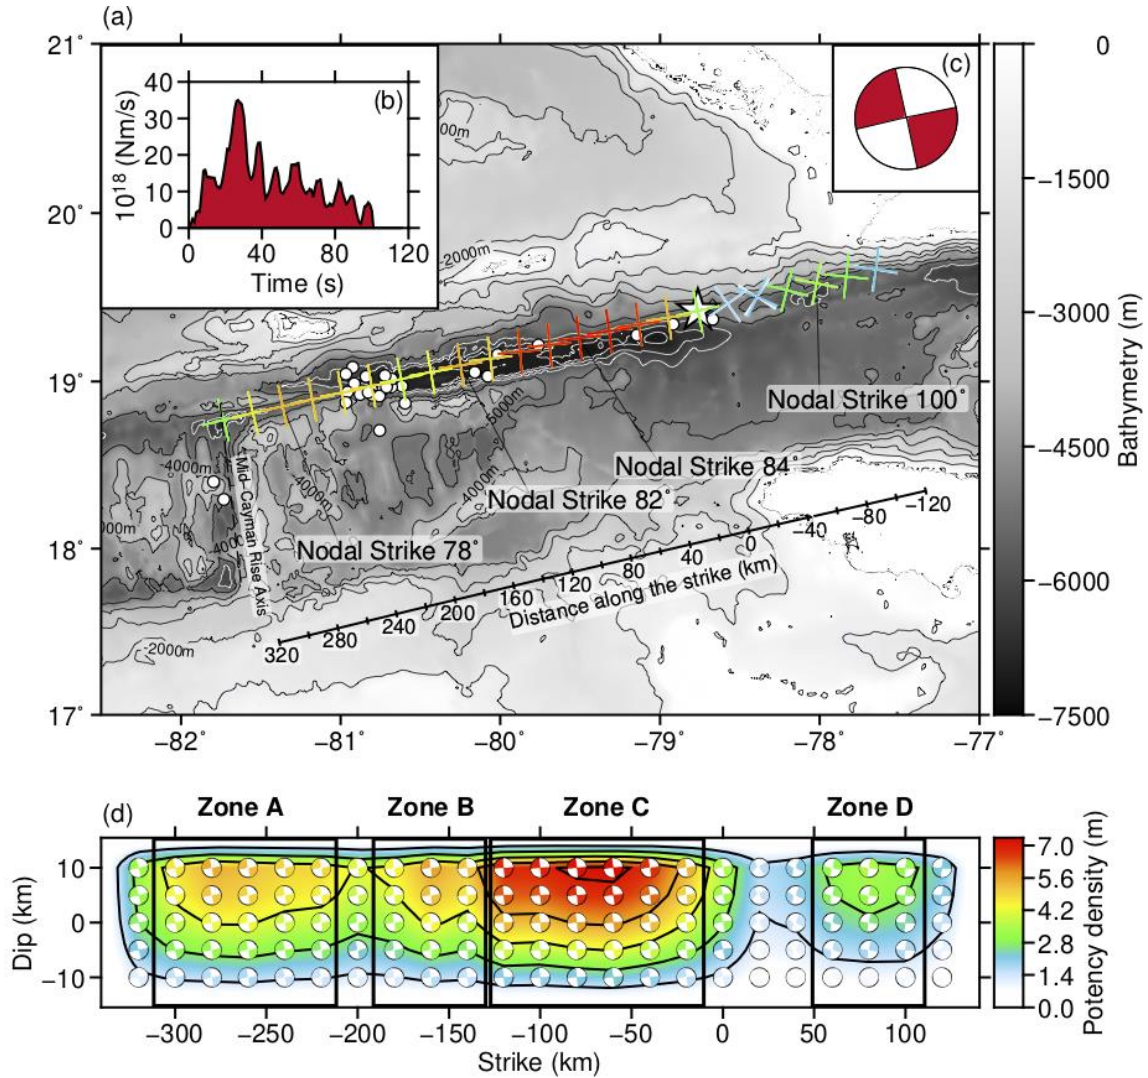 (a)
21°
20°
19°
18°
17°
−82°
−81°
−80°
−79°
−78°
−77°
(b)
40
30
20
10
0
10¹⁸ (Nm/s)
0
40
80
120
Time (s)
(c)
00m
-2000m
-5000m
-4000m
-4000m
-4000m
-4000
000m
-2000m
Nodal Strike 100°
Nodal Strike 84°
Nodal Strike 82°
Nodal Strike 78°
Mid-Cayman Rise Axis
320
280
240
200
160
120
80
40
0
−40
−80
−120
Distance along the strike (km)
0
−1500
−3000
−4500
−6000
−7500
Bathymetry (m)
(d)
Zone A
Zone B
Zone C
Zone D
10
0
−10
Dip (km)
−300
−250
−200
−150
−100
−50
0
50
100
Strike (km)
7.0
5.6
4.2
2.8
1.4
0.0
Potency density (m)